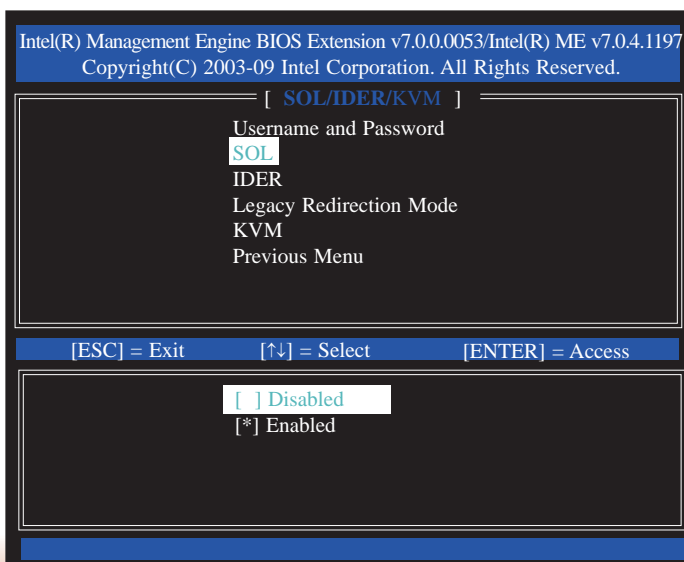 Intel(R) Management Engine BIOS Extension v7.0.0.0053/Intel(R) ME v7.0.4.1197
Copyright(C) 2003-09 Intel Corporation. All Rights Reserved.
[ SOL/IDER/KVM ]
Username and Password
SOL
IDER
Legacy Redirection Mode
KVM
Previous Menu
[ESC] = Exit [↑↓] = Select [ENTER] = Access
[ ] Disabled
[*] Enabled